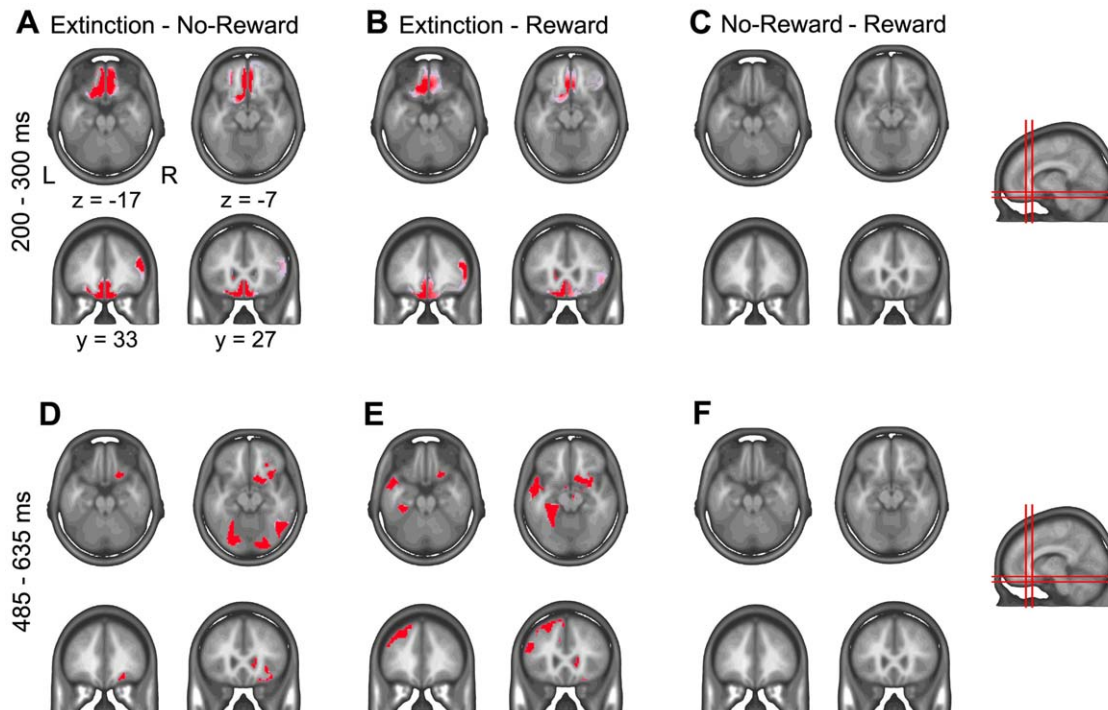 A Extinction - No-Reward
B Extinction - Reward
C No-Reward - Reward
200 - 300 ms
L
R
z = -17
z = -7
y = 33
y = 27
D
E
F
485 - 635 ms